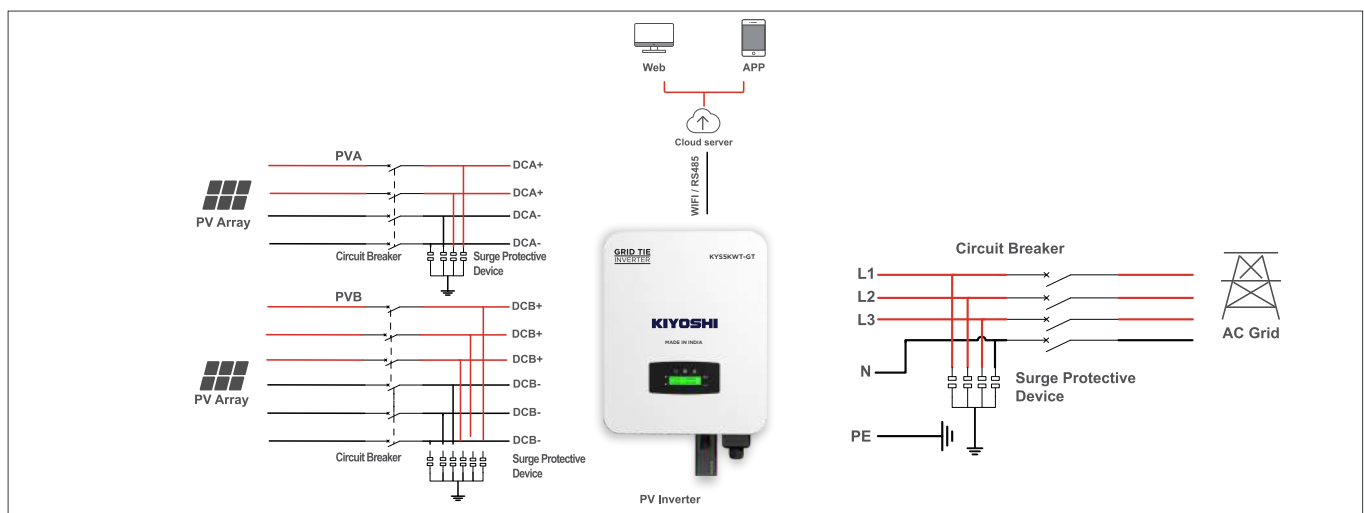 Web
APP
Cloud server
WIFI / RS485
PVA
DCA+
DCA+
DCA-
DCA-
PV Array
Circuit Breaker
Surge Protective
Device
PVB
DCB+
DCB+
DCB+
DCB-
DCB-
DCB-
PV Array
Circuit Breaker
Surge Protective
Device
GRID TIE
INVERTER
KYS5KWT-GT
KIYOSHI
MADE IN INDIA
PV Inverter
Circuit Breaker
L1
L2
L3
N
PE
AC Grid
Surge Protective
Device